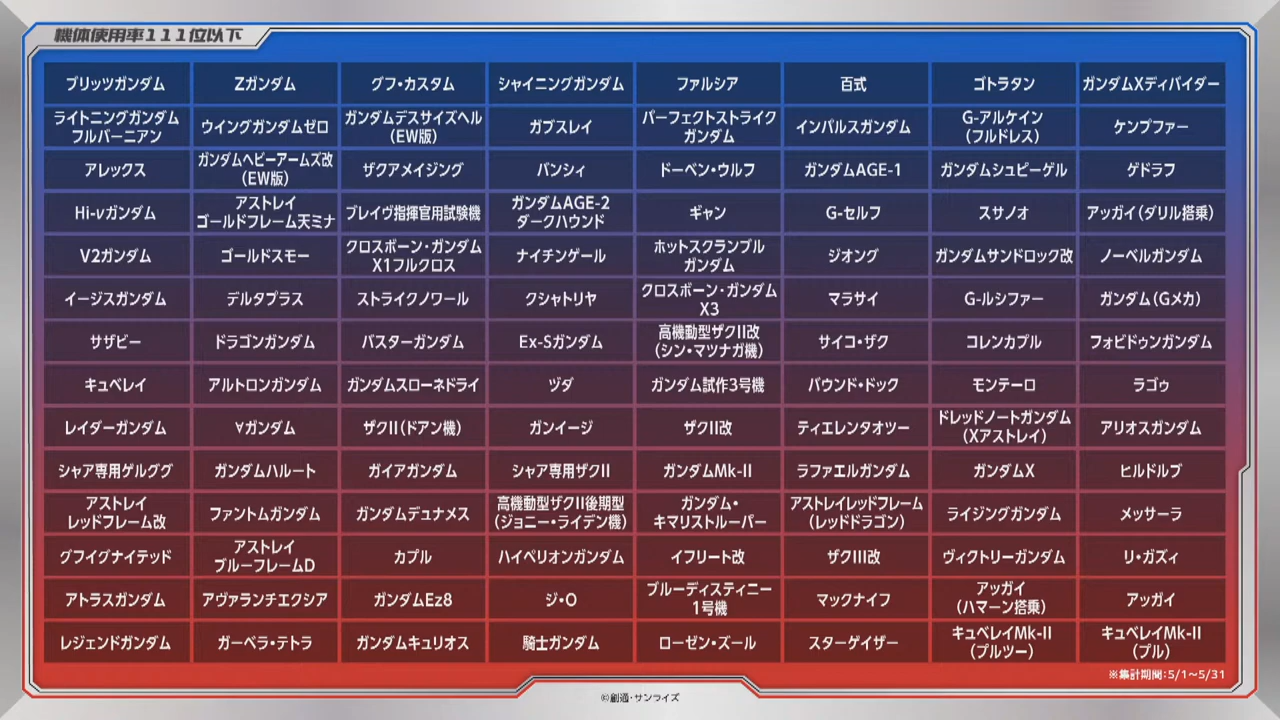 機体使用率111位以下
ブリッツガンダム
Zガンダム
グフ・カスタム
シャイニングガンダム
ファルシア
百式
ゴトラタン
ガンダムXディバイダー
ライトニングガンダム
フルバーニアン
ウイングガンダムゼロ
ガンダムデスサイズヘル
(EW版)
ガブスレイ
パーフェクトストライク
ガンダム
インパルスガンダム
G-アルケイン
(フルドレス)
ケンプファー
アレックス
ガンダムヘビーアームズ改
(EW版)
ザクアメイジング
バンシィ
ドーベン・ウルフ
ガンダムAGE-1
ガンダムシュピーゲル
ゲドラフ
Hi-νガンダム
アストレイ
ゴールドフレーム天ミナ
ブレイヴ指揮官用試験機
ガンダムAGE-2
ダークハウンド
ギャン
G-セルフ
スサノオ
アッガイ(ダリル搭乗)
V2ガンダム
ゴールドスモー
クロスボーン・ガンダム
X1フルクロス
ナイチンゲール
ホットスクランブル
ガンダム
ジオング
ガンダムサンドロック改
ノーベルガンダム
イージスガンダム
デルタプラス
ストライクノワール
クシャトリヤ
クロスボーン・ガンダム
X3
マラサイ
G-ルシファー
ガンダム(Gメカ)
サザビー
ドラゴンガンダム
バスターガンダム
Ex-Sガンダム
高機動型ザクII改
(シン・マツナガ機)
サイコ・ザク
コレンカプル
フォビドゥンガンダム
キュベレイ
アルトロンガンダム
ガンダムスローネドライ
ヅダ
ガンダム試作3号機
バウンド・ドック
モンテーロ
ラゴゥ
レイダーガンダム
∀ガンダム
ザクII(ドアン機)
ガンイージ
ザクII改
ティエレンタオツー
ドレッドノートガンダム
(Xアストレイ)
アリオスガンダム
シャア専用ゲルググ
ガンダムハルート
ガイアガンダム
シャア専用ザクII
ガンダムMk-II
ラファエルガンダム
ガンダムX
ヒルドルブ
アストレイ
レッドフレーム改
ファントムガンダム
ガンダムデュナメス
高機動型ザクII後期型
(ジョニー・ライデン機)
ガンダム・
キマリストルーパー
アストレイレッドフレーム
(レッドドラゴン)
ライジングガンダム
メッサーラ
グフイグナイテッド
アストレイ
ブルーフレームD
カプル
ハイペリオンガンダム
イフリート改
ザクIII改
ヴィクトリーガンダム
リ・ガズィ
アトラスガンダム
アヴァランチエクシア
ガンダムEz8
ジ・O
ブルーディスティニー
1号機
マックナイフ
アッガイ
(ハマーン搭乗)
アッガイ
レジェンドガンダム
ガーベラ・テトラ
ガンダムキュリオス
騎士ガンダム
ローゼン・ズール
スターゲイザー
キュベレイMk-II
(プルツー)
キュベレイMk-II
(プル)
※集計期間:5/1～5/31
©創通・サンライズ